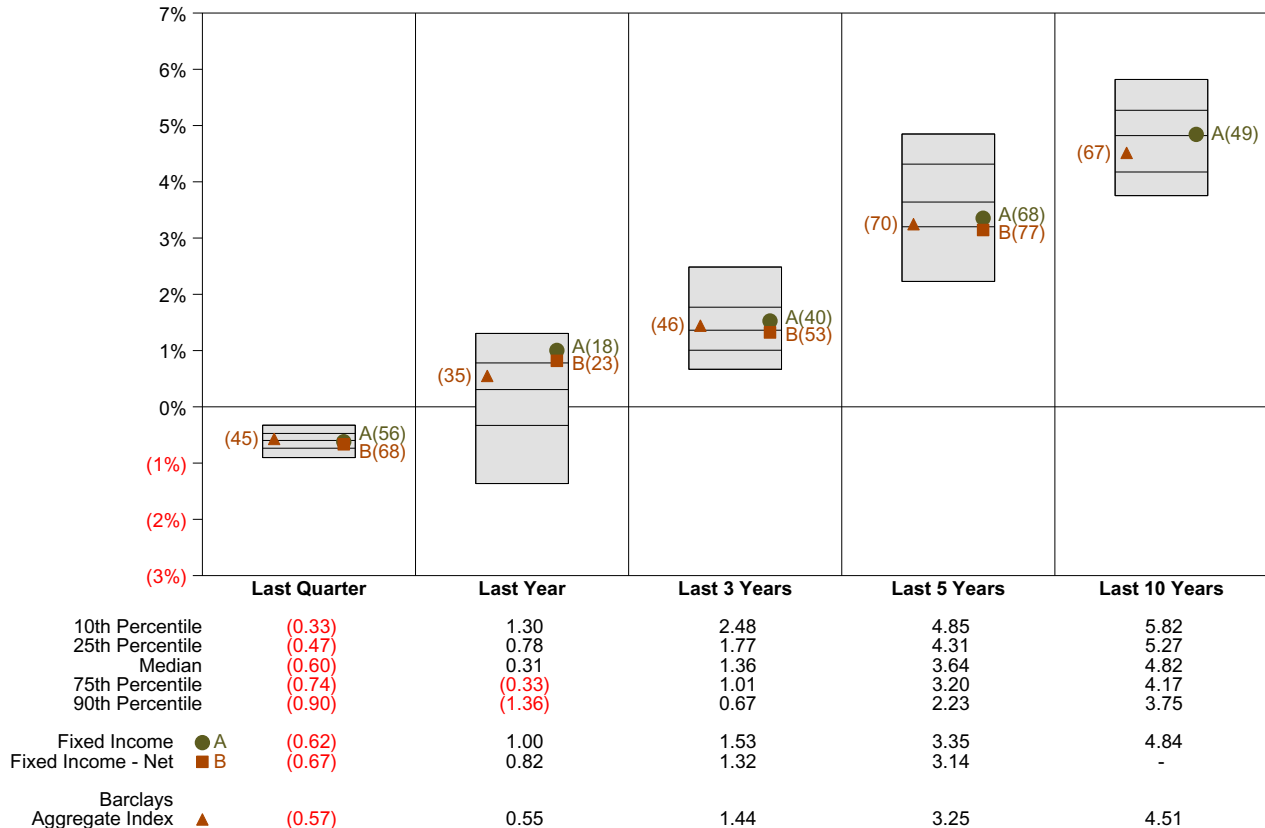 7%
6%
5%
4%
3%
2%
1%
0%
(1%)
(2%)
(3%)
(45)
A(56)
B(68)
(35)
A(18)
B(23)
(46)
A(40)
B(53)
(70)
A(68)
B(77)
(67)
A(49)
Last Quarter Last Year Last 3 Years Last 5 Years Last 10 Years
10th Percentile (0.33) 1.30 2.48 4.85 5.82
25th Percentile (0.47) 0.78 1.77 4.31 5.27
Median (0.60) 0.31 1.36 3.64 4.82
75th Percentile (0.74) (0.33) 1.01 3.20 4.17
90th Percentile (0.90) (1.36) 0.67 2.23 3.75
Fixed Income A (0.62) 1.00 1.53 3.35 4.84
Fixed Income - Net B (0.67) 0.82 1.32 3.14 -
Barclays
Aggregate Index (0.57) 0.55 1.44 3.25 4.51